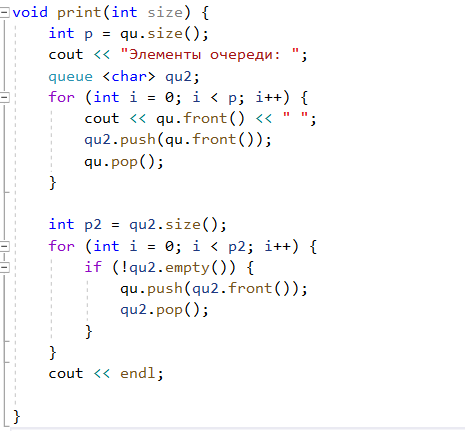 void print(int size) {
    int p = qu.size();
    cout << "Элементы очереди: ";
    queue <char> qu2;
    for (int i = 0; i < p; i++) {
        cout << qu.front() << " ";
        qu2.push(qu.front());
        qu.pop();
    }

    int p2 = qu2.size();
    for (int i = 0; i < p2; i++) {
        if (!qu2.empty()) {
            qu.push(qu2.front());
            qu2.pop();
        }
    }
    cout << endl;

}